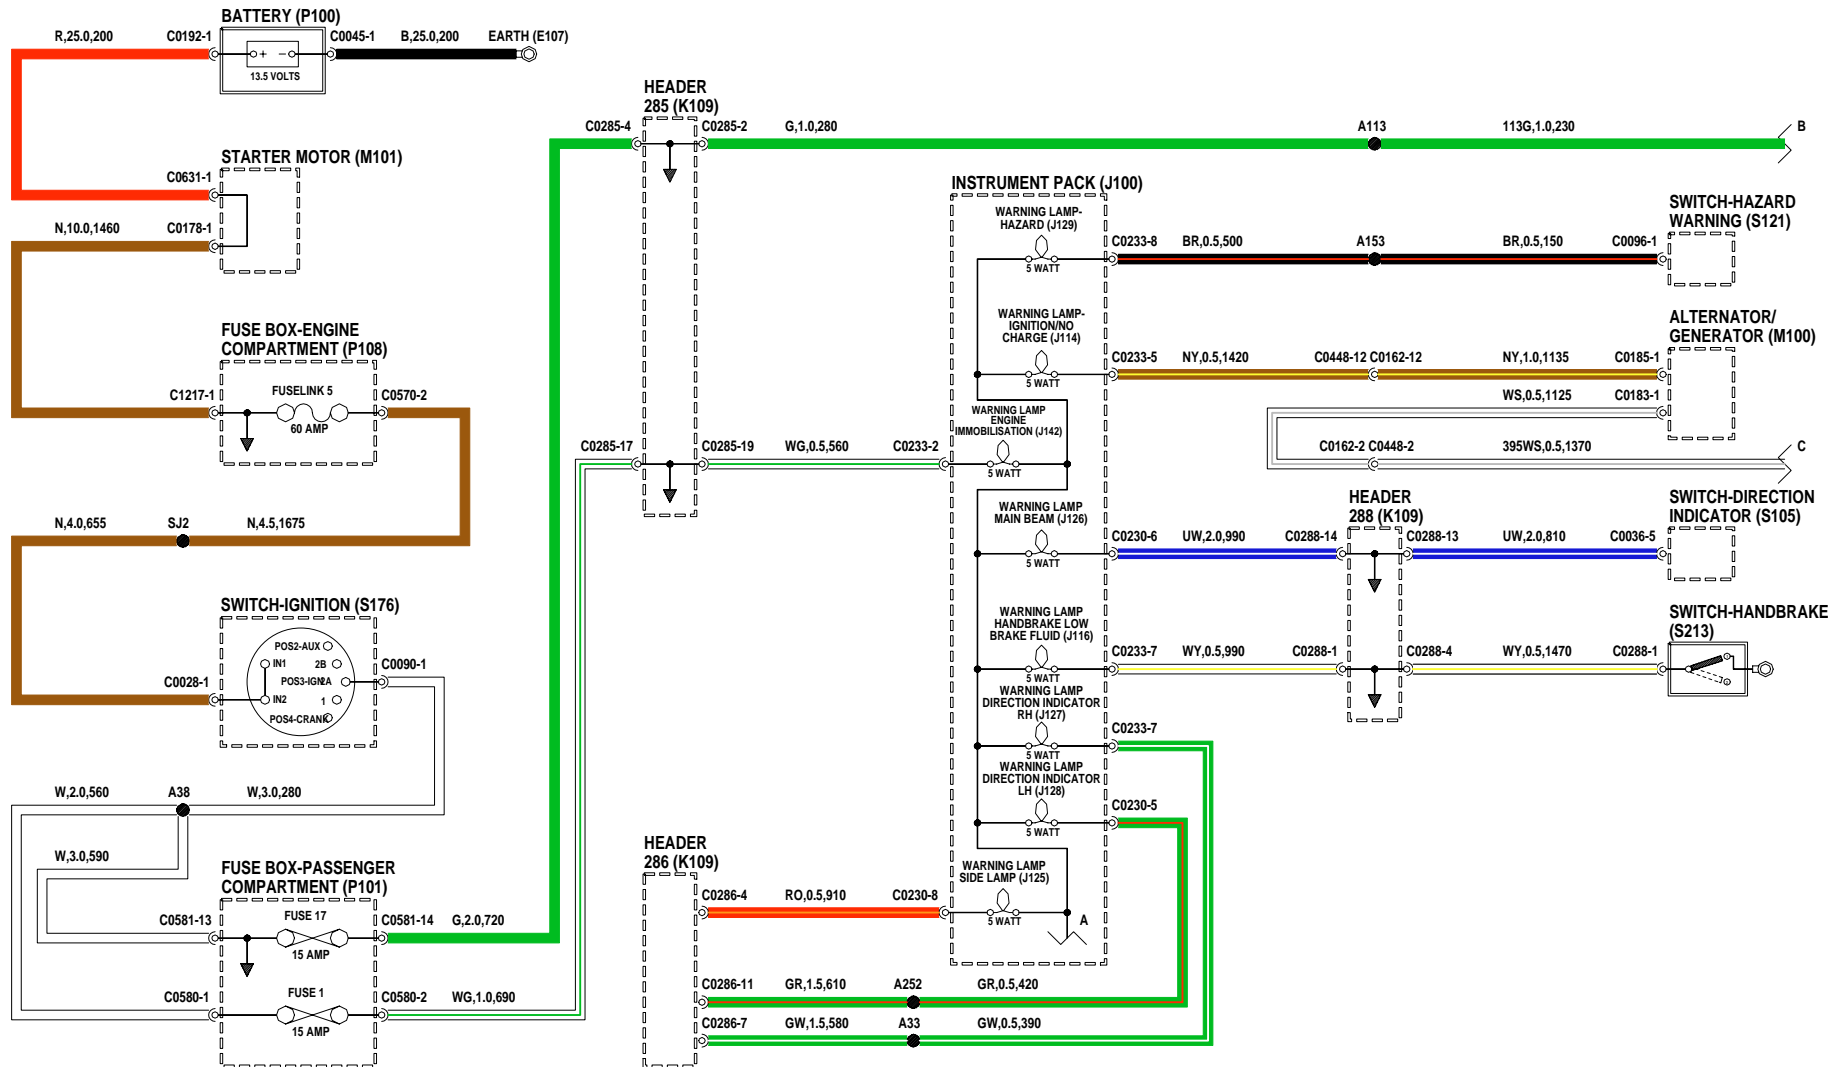 BATTERY (P100)
R,25.0,200
C0192-1
C0045-1
B,25.0,200
EARTH (E107)
+ -
13.5 VOLTS
STARTER MOTOR (M101)
C0631-1
N,10.0,1460
C0178-1
FUSE BOX-ENGINE
COMPARTMENT (P108)
C1217-1
FUSELINK 5
60 AMP
C0570-2
N,4.0,655
SJ2
N,4.5,1675
SWITCH-IGNITION (S176)
POS2-AUX
IN1
2B
POS3-IGN
2A
IN2
1
POS4-CRANK
C0028-1
C0090-1
W,2.0,560
A38
W,3.0,280
W,3.0,590
FUSE BOX-PASSENGER
COMPARTMENT (P101)
C0581-13
FUSE 17
15 AMP
C0581-14
G,2.0,720
C0580-1
FUSE 1
15 AMP
C0580-2
WG,1.0,690
HEADER
285 (K109)
C0285-4
C0285-2
G,1.0,280
A113
113G,1.0,230
B
C0285-17
C0285-19
WG,0.5,560
C0233-2
INSTRUMENT PACK (J100)
WARNING LAMP-
HAZARD (J129)
5 WATT
C0233-8
BR,0.5,500
A153
BR,0.5,150
C0096-1
SWITCH-HAZARD
WARNING (S121)
WARNING LAMP-
IGNITION/NO
CHARGE (J114)
5 WATT
C0233-5
NY,0.5,1420
C0448-12 C0162-12
NY,1.0,1135
C0185-1
ALTERNATOR/
GENERATOR (M100)
WS,0.5,1125
C0183-1
WARNING LAMP
ENGINE
IMMOBILISATION (J142)
5 WATT
C0162-2 C0448-2
395WS,0.5,1370
C
WARNING LAMP
MAIN BEAM (J126)
5 WATT
C0230-6
UW,2.0,990
C0288-14
HEADER
288 (K109)
C0288-13
UW,2.0,810
C0036-5
SWITCH-DIRECTION
INDICATOR (S105)
WARNING LAMP
HANDBRAKE LOW
BRAKE FLUID (J116)
5 WATT
C0233-7
WY,0.5,990
C0288-1
C0288-4
WY,0.5,1470
C0288-1
SWITCH-HANDBRAKE
(S213)
WARNING LAMP
DIRECTION INDICATOR
RH (J127)
5 WATT
C0233-7
WARNING LAMP
DIRECTION INDICATOR
LH (J128)
5 WATT
C0230-5
WARNING LAMP
SIDE LAMP (J125)
5 WATT
A
HEADER
286 (K109)
C0286-4
RO,0.5,910
C0230-8
C0286-11
GR,1.5,610
A252
GR,0.5,420
C0286-7
GW,1.5,580
A33
GW,0.5,390